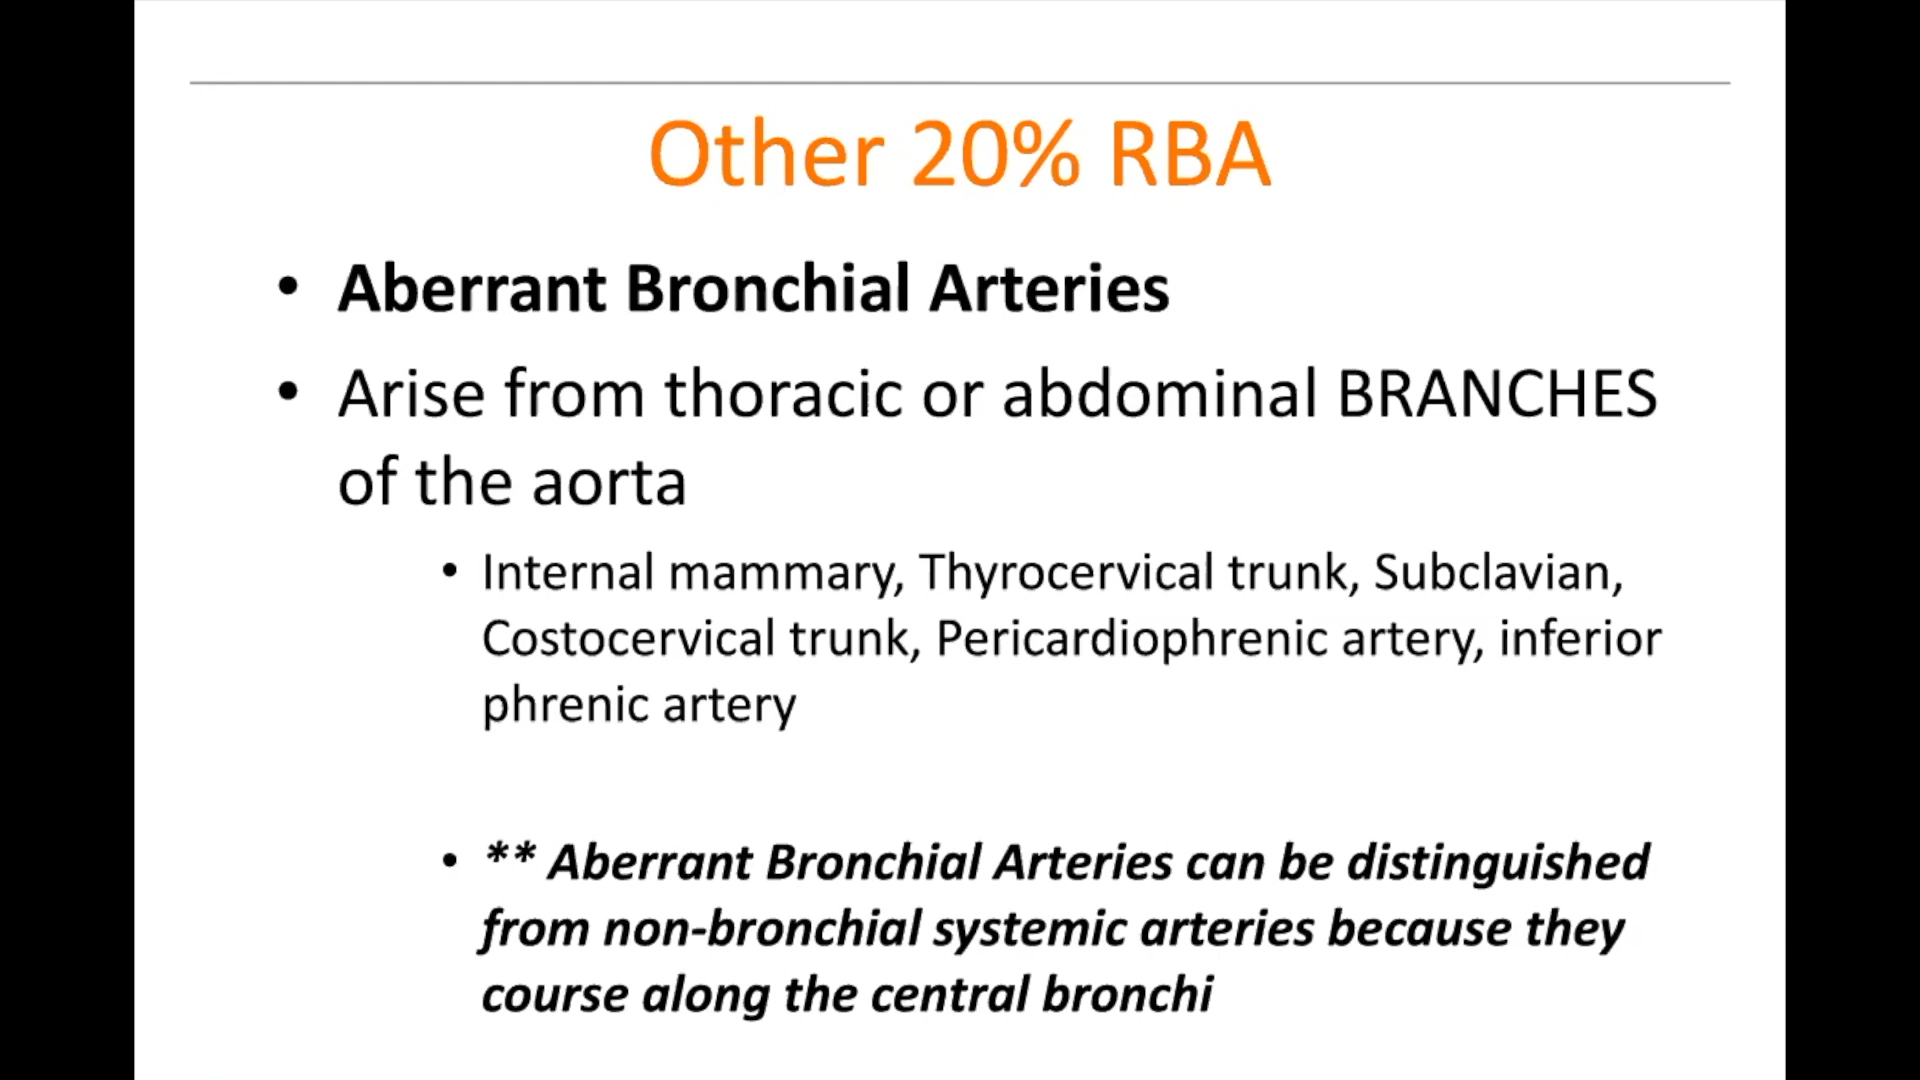 Other 20% RBA
• Aberrant Bronchial Arteries
• Arise from thoracic or abdominal BRANCHES
of the aorta
• Internal mammary, Thyrocervical trunk, Subclavian,
Costocervical trunk, Pericardiophrenic artery, inferior
phrenic artery
• ** Aberrant Bronchial Arteries can be distinguished
from non-bronchial systemic arteries because they
course along the central bronchi